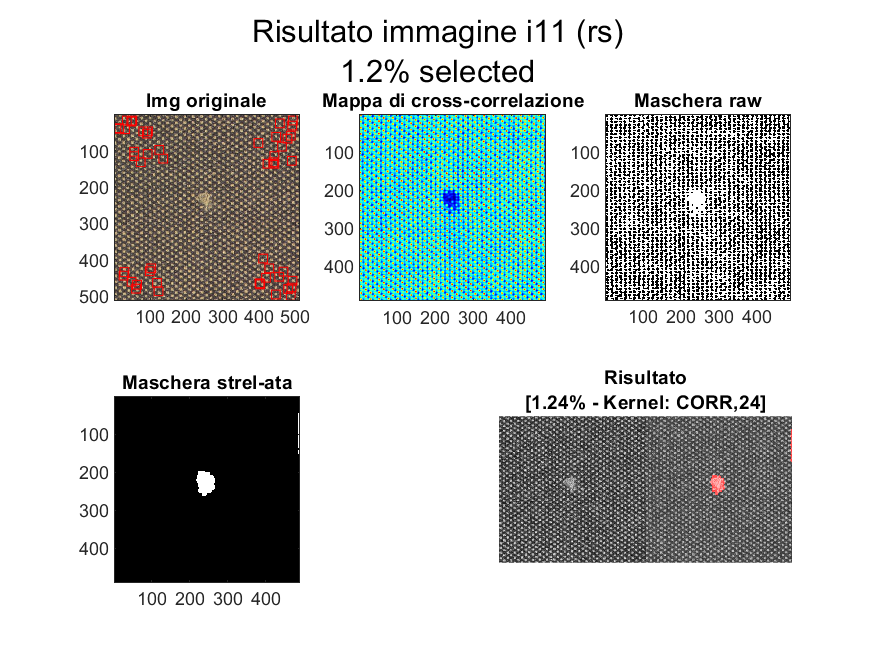 Risultato immagine i11 (rs)
1.2% selected
Img originale
100
200
300
400
500
100 200 300 400 500
Mappa di cross-correlazione
100
200
300
400
100 200 300 400
Maschera raw
100
200
300
400
100 200 300 400
Maschera strel-ata
100
200
300
400
100 200 300 400
Risultato
[1.24% - Kernel: CORR,24]